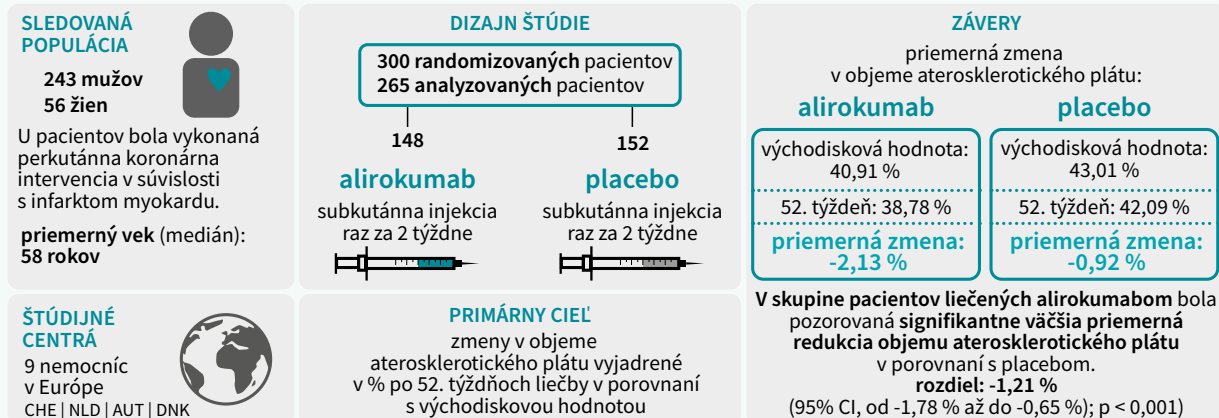 SLEDOVANÁ
POPULÁCIA
243 mužov
56 žien
U pacientov bola vykonaná
perkutánna koronárna
intervencia v súvislosti
s infarktom myokardu.
priemerný vek (medián):
58 rokov
ŠTÚDIJNÉ
CENTRÁ
9 nemocníc
v Európe
CHE | NLD | AUT | DNK
DIZAJN ŠTÚDIE
300 randomizovaných pacientov
265 analyzovaných pacientov
148
alirokumab
subkutánna injekcia
raz za 2 týždne
152
placebo
subkutánna injekcia
raz za 2 týždne
PRIMÁRNY CIEĽ
zmeny v objeme
aterosklerotického plátu vyjadrené
v % po 52. týždňoch liečby v porovnaní
s východiskovou hodnotou
ZÁVERY
priemerná zmena
v objeme aterosklerotického plátu:
alirokumab
východisková hodnota:
40,91 %
52. týždeň: 38,78 %
priemerná zmena:
-2,13 %
placebo
východisková hodnota:
43,01 %
52. týždeň: 42,09 %
priemerná zmena:
-0,92 %
V skupine pacientov liečených alirokumabom bola
pozorovaná signifikantne väčšia priemerná
redukcia objemu aterosklerotického plátu
v porovnaní s placebom.
rozdiel: -1,21 %
(95% CI, od -1,78 % až do -0,65 %); p < 0,001)